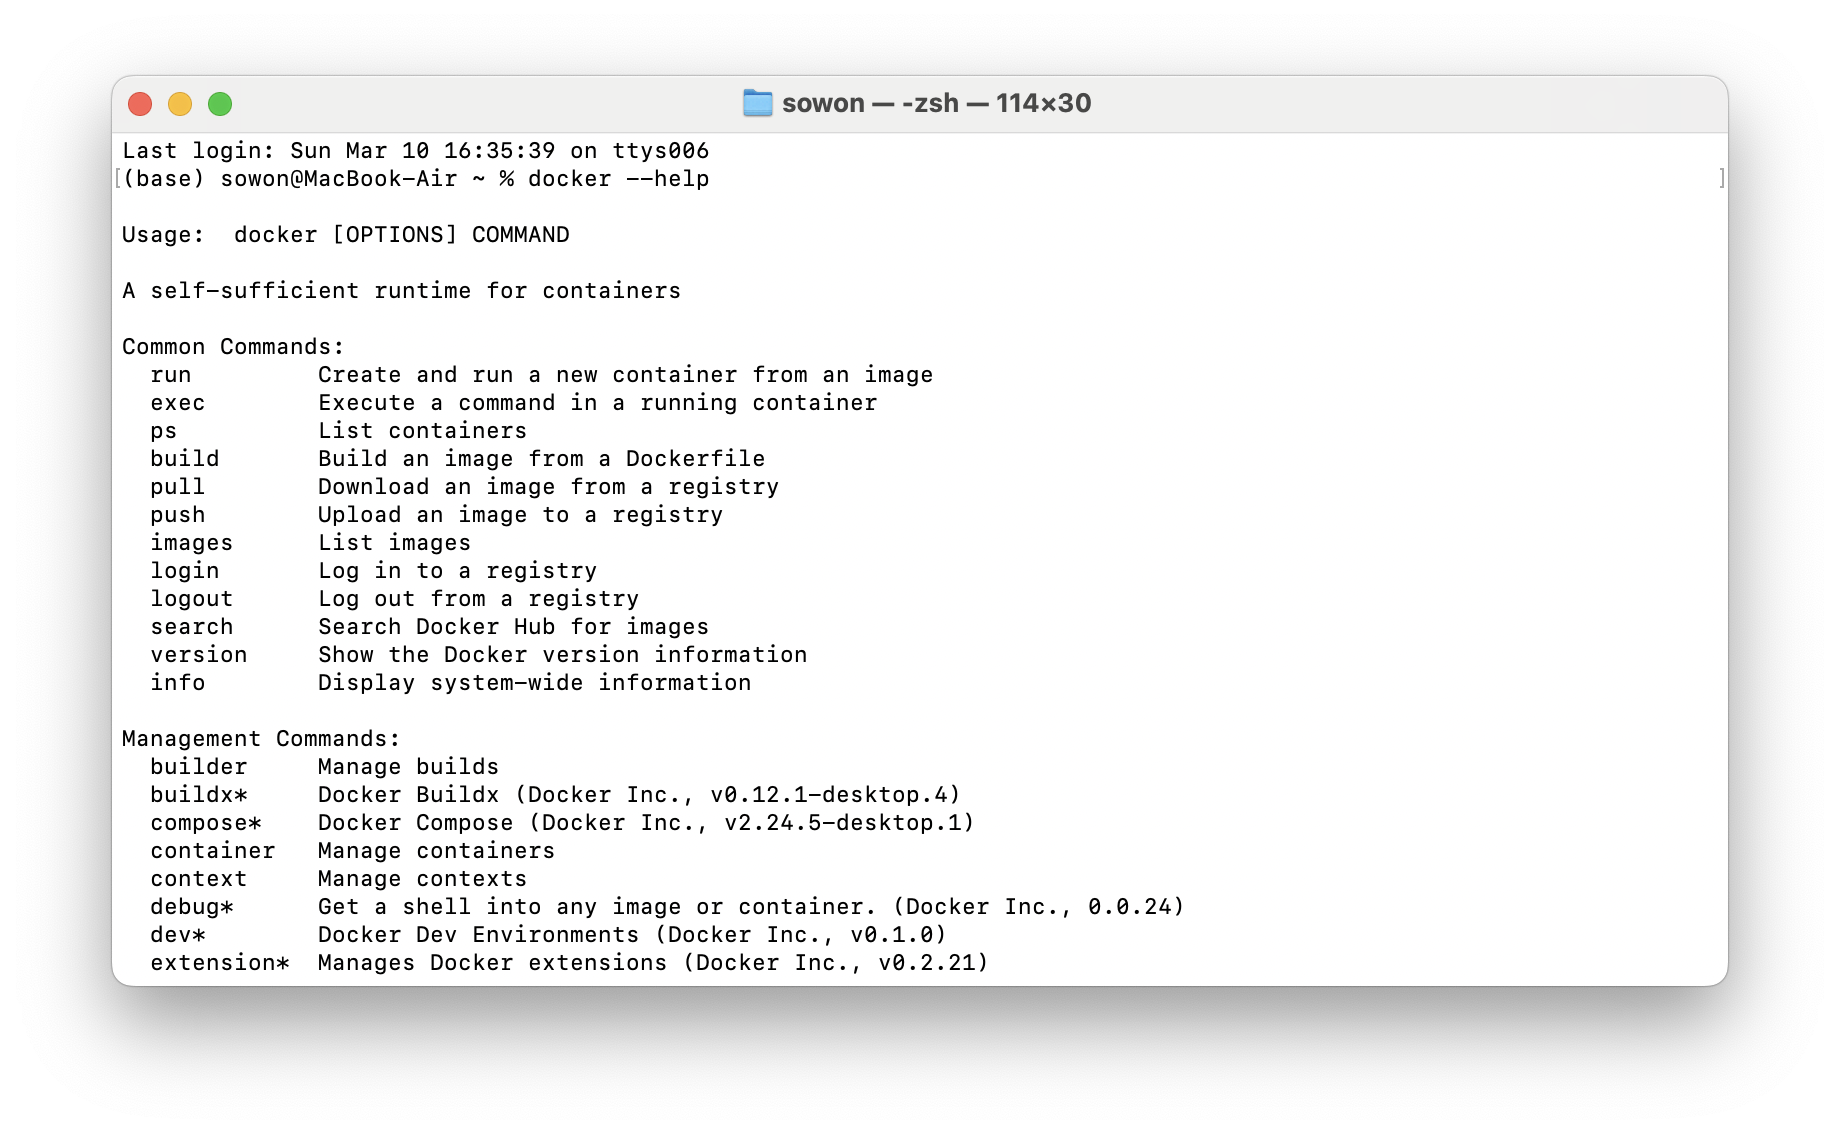 sowon — -zsh — 114×30
Last login: Sun Mar 10 16:35:39 on ttys006
[(base) sowon@MacBook-Air ~ % docker --help ]
Usage:  docker [OPTIONS] COMMAND
A self-sufficient runtime for containers
Common Commands:
  run         Create and run a new container from an image
  exec        Execute a command in a running container
  ps          List containers
  build       Build an image from a Dockerfile
  pull        Download an image from a registry
  push        Upload an image to a registry
  images      List images
  login       Log in to a registry
  logout      Log out from a registry
  search      Search Docker Hub for images
  version     Show the Docker version information
  info        Display system-wide information
Management Commands:
  builder     Manage builds
  buildx*     Docker Buildx (Docker Inc., v0.12.1-desktop.4)
  compose*    Docker Compose (Docker Inc., v2.24.5-desktop.1)
  container   Manage containers
  context     Manage contexts
  debug*      Get a shell into any image or container. (Docker Inc., 0.0.24)
  dev*        Docker Dev Environments (Docker Inc., v0.1.0)
  extension*  Manages Docker extensions (Docker Inc., v0.2.21)